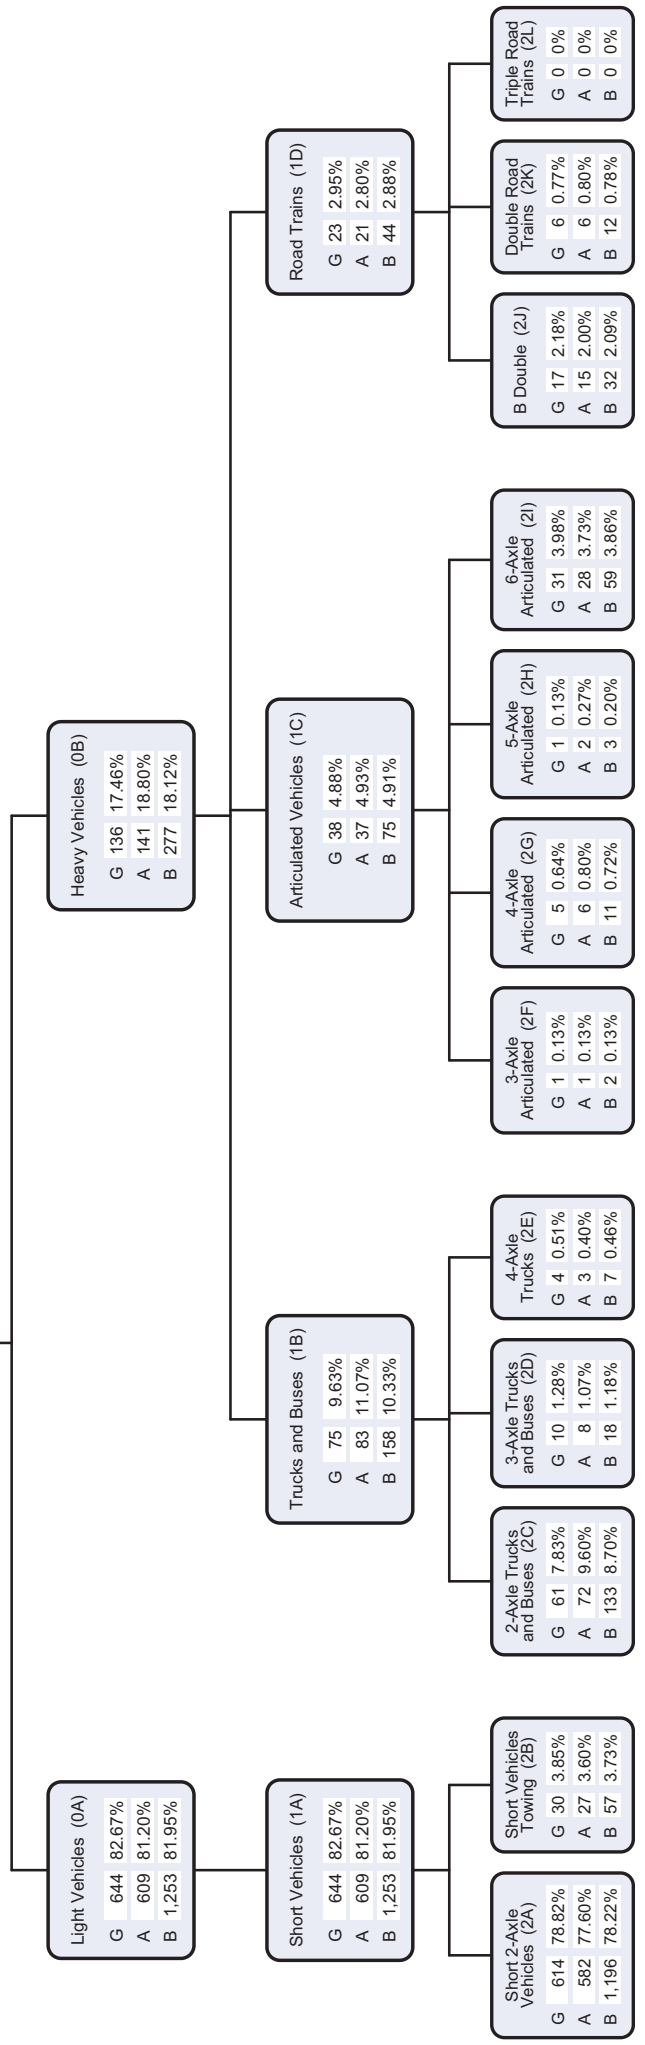 Light Vehicles (0A)
G 644 82.67%
A 609 81.20%
B 1,253 81.95%
Heavy Vehicles (0B)
G 136 17.46%
A 141 18.80%
B 277 18.12%
Short Vehicles (1A)
G 644 82.67%
A 609 81.20%
B 1,253 81.95%
Trucks and Buses (1B)
G 75 9.63%
A 83 11.07%
B 158 10.33%
Articulated Vehicles (1C)
G 38 4.88%
A 37 4.93%
B 75 4.91%
Road Trains (1D)
G 23 2.95%
A 21 2.80%
B 44 2.88%
Short 2-Axle
Vehicles (2A)
G 614 78.82%
A 582 77.60%
B 1,196 78.22%
Short Vehicles
Towing (2B)
G 30 3.85%
A 27 3.60%
B 57 3.73%
2-Axle Trucks
and Buses (2C)
G 61 7.83%
A 72 9.60%
B 133 8.70%
3-Axle Trucks
and Buses (2D)
G 10 1.28%
A 8 1.07%
B 18 1.18%
4-Axle
Trucks (2E)
G 4 0.51%
A 3 0.40%
B 7 0.46%
3-Axle
Articulated (2F)
G 1 0.13%
A 1 0.13%
B 2 0.13%
4-Axle
Articulated (2G)
G 5 0.64%
A 6 0.80%
B 11 0.72%
5-Axle
Articulated (2H)
G 1 0.13%
A 2 0.27%
B 3 0.20%
6-Axle
Articulated (2I)
G 31 3.98%
A 28 3.73%
B 59 3.86%
B Double (2J)
G 17 2.18%
A 15 2.00%
B 32 2.09%
Double Road
Trains (2K)
G 6 0.77%
A 6 0.80%
B 12 0.78%
Triple Road
Trains (2L)
G 0 0%
A 0 0%
B 0 0%